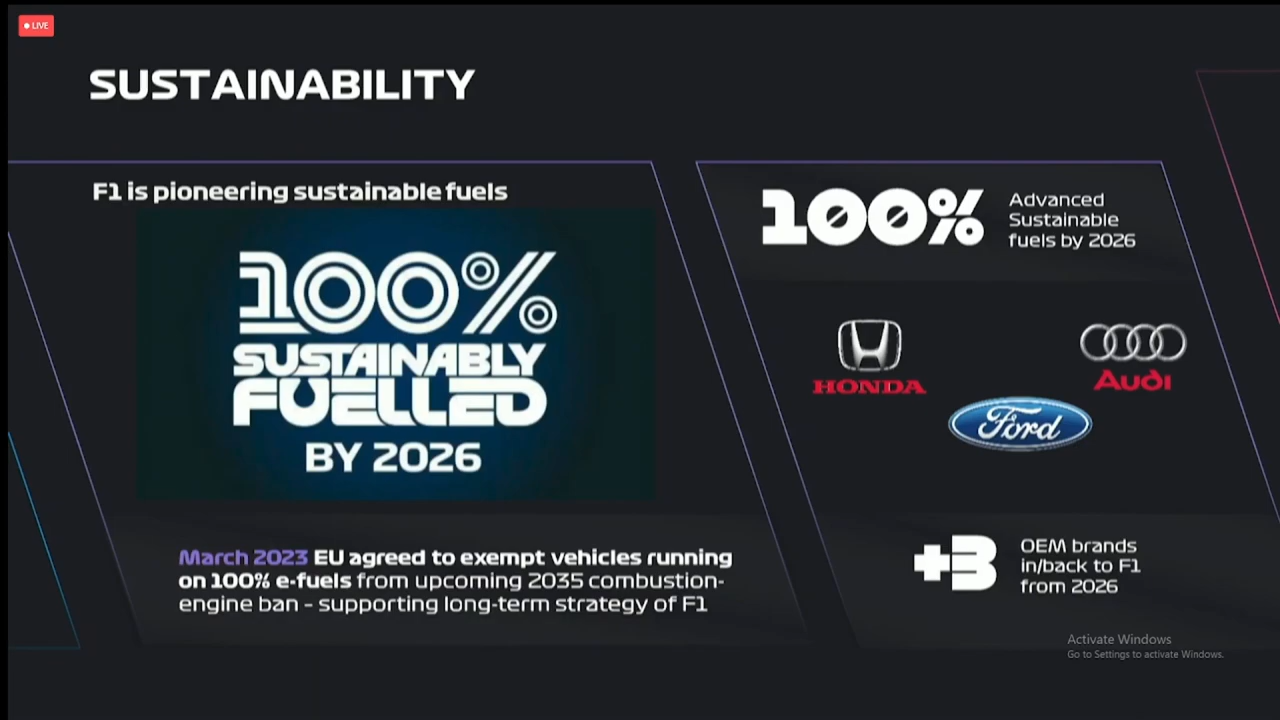 LIVE
SUSTAINABILITY
F1 is pioneering sustainable fuels
100%
SUSTAINABLY
FUELLED
BY 2026
March 2023 EU agreed to exempt vehicles running
on 100% e-fuels from upcoming 2035 combustion-
engine ban - supporting long-term strategy of F1
100%
Advanced
Sustainable
fuels by 2026
HONDA
Audi
Ford
+3
OEM brands
in/back to F1
from 2026
Activate Windows
Go to Settings to activate Windows.